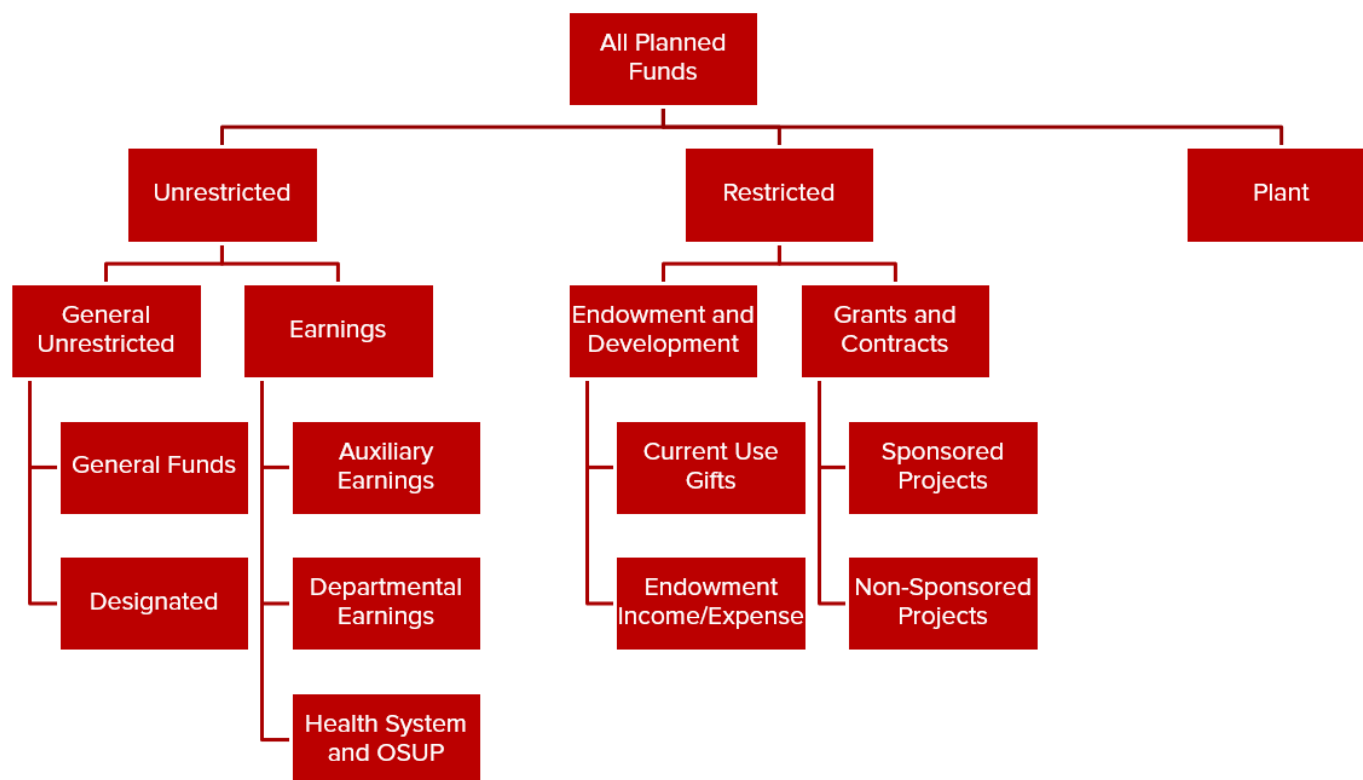 All Planned
Funds
Unrestricted
Restricted
Plant
General
Unrestricted
Earnings
Endowment and
Development
Grants and
Contracts
General Funds
Auxiliary
Earnings
Current Use
Gifts
Sponsored
Projects
Designated
Departmental
Earnings
Endowment
Income/Expense
Non-Sponsored
Projects
Health System
and OSUP